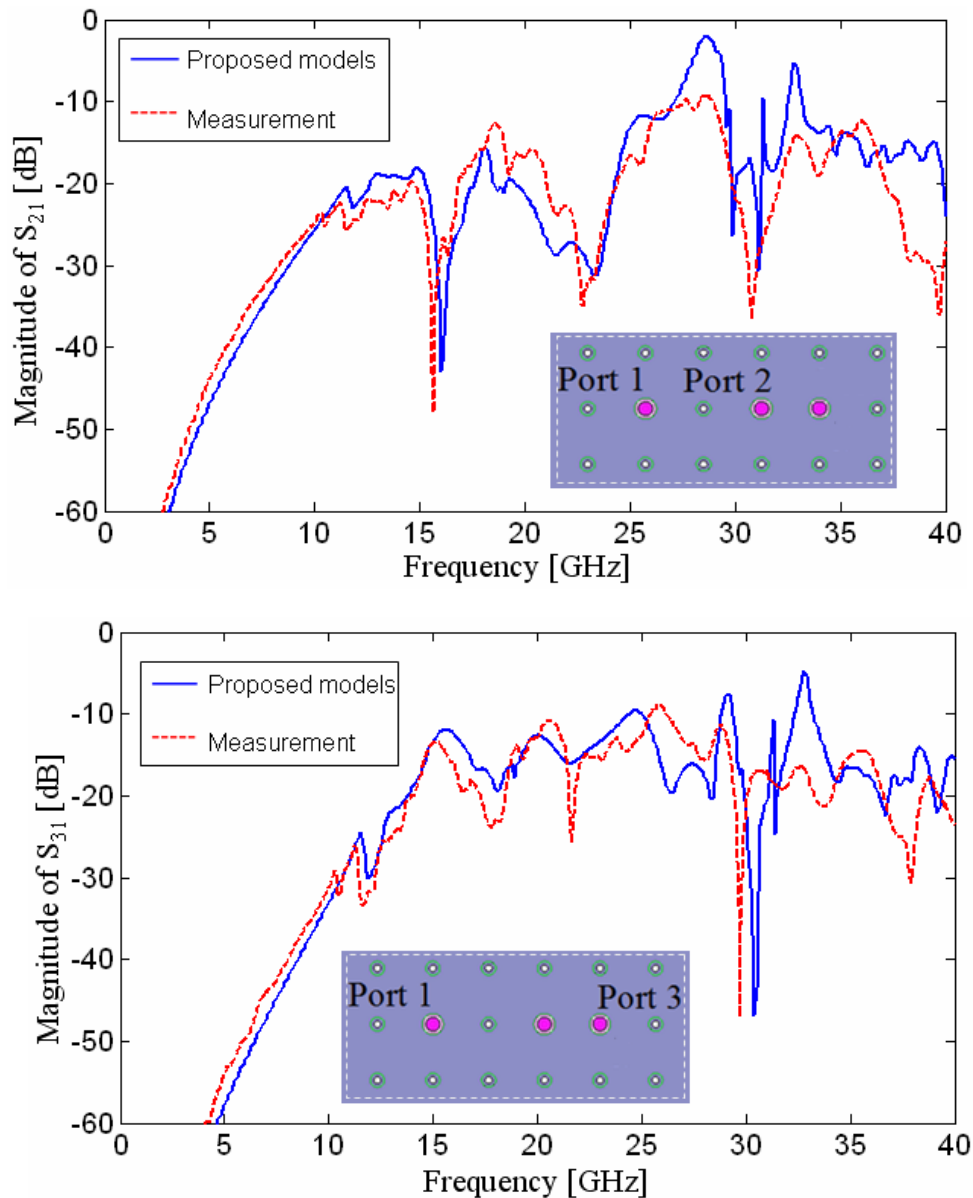 0
-10
-20
-30
-40
-50
-60
Magnitude of S21 [dB]
Proposed models
Measurement
Port 1 Port 2
0 5 10 15 20 25 30 35 40
Frequency [GHz]
0
-10
-20
-30
-40
-50
-60
Magnitude of S31 [dB]
Proposed models
Measurement
Port 1 Port 3
0 5 10 15 20 25 30 35 40
Frequency [GHz]